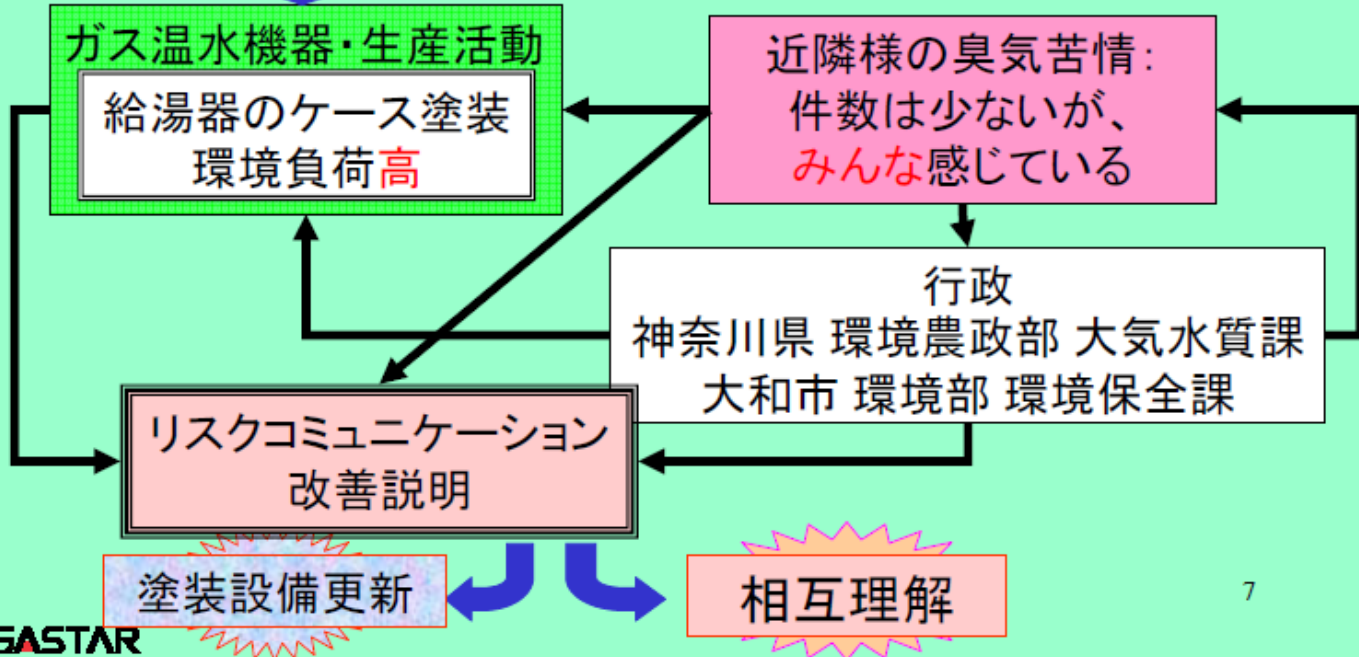 ガス温水機器・生産活動
給湯器のケース塗装
環境負荷高
近隣様の臭気苦情：
件数は少ないが、
みんな感じている
行政
神奈川県 環境農政部 大気水質課
大和市 環境部 環境保全課
リスクコミュニケーション
改善説明
塗装設備更新
相互理解
7
GASTAR